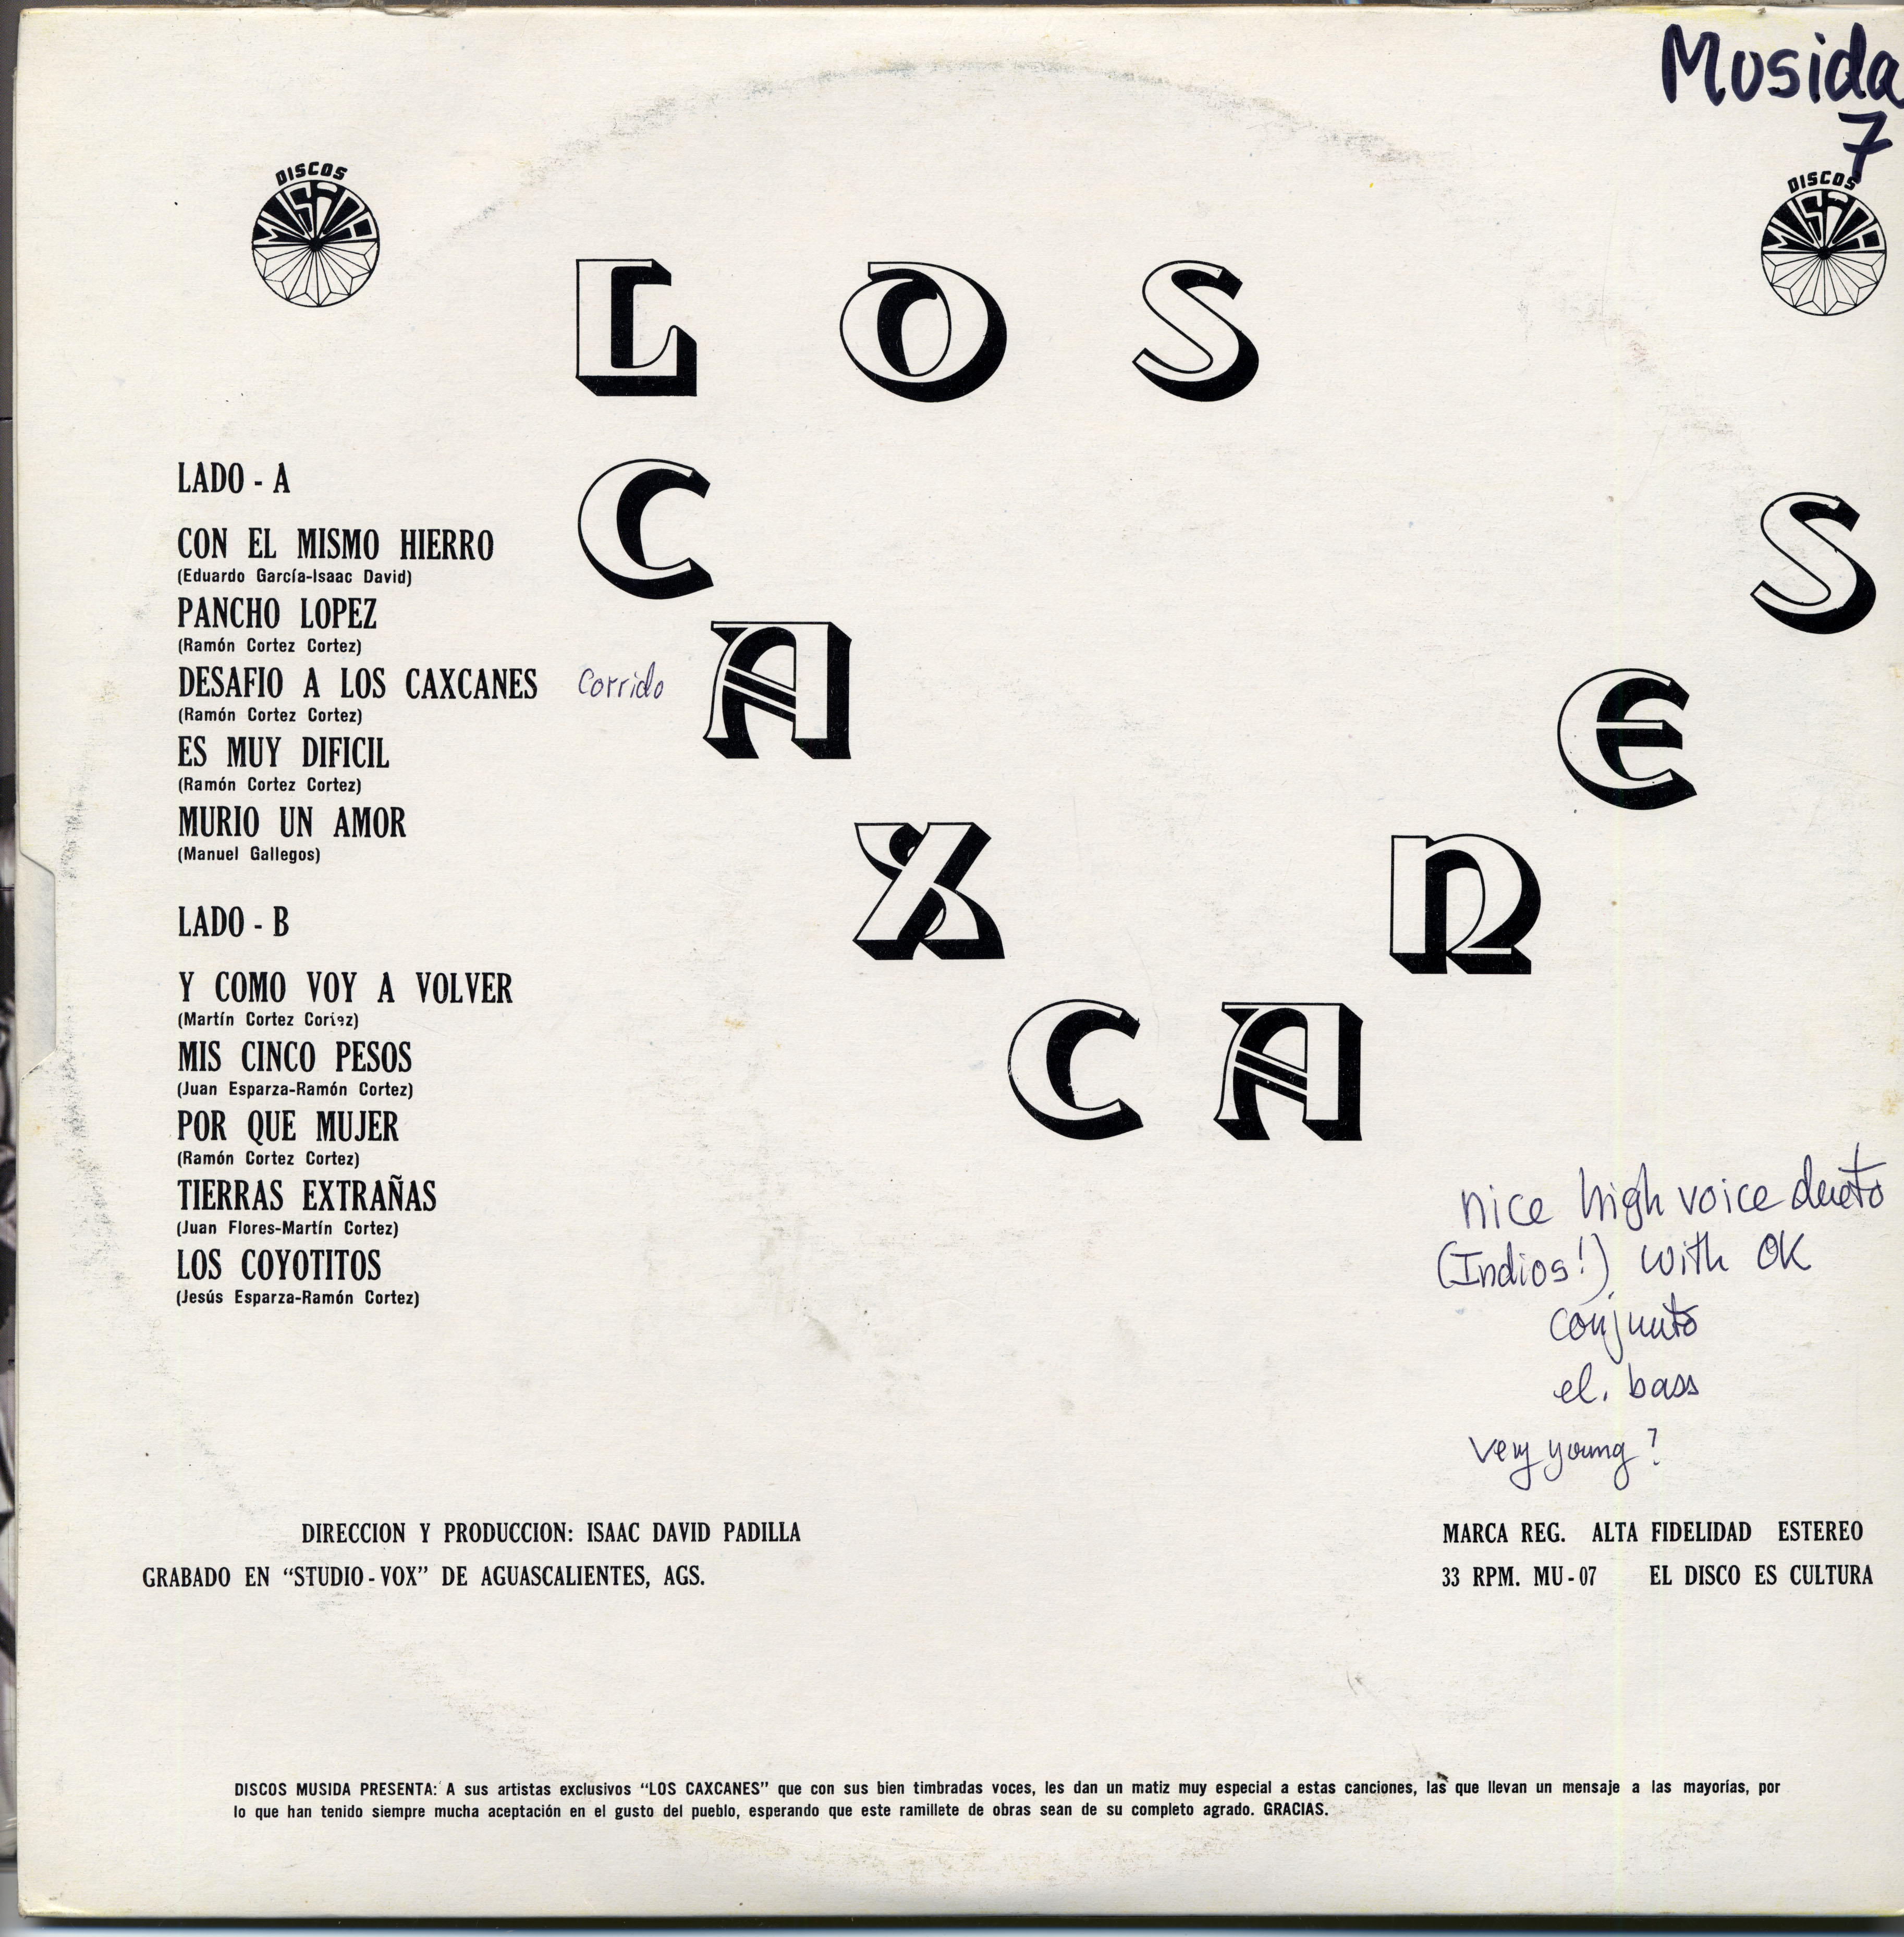 Musida
7
DISCOS
MUSIDA
DISCOS
MUSIDA
LOS
CAXCANES
LADO - A
CON EL MISMO HIERRO
(Eduardo García-Isaac David)
PANCHO LOPEZ
(Ramón Cortez Cortez)
DESAFIO A LOS CAXCANES Corrido
(Ramón Cortez Cortez)
ES MUY DIFICIL
(Ramón Cortez Cortez)
MURIO UN AMOR
(Manuel Gallegos)
LADO - B
Y COMO VOY A VOLVER
(Martín Cortez Cortez)
MIS CINCO PESOS
(Juan Esparza-Ramón Cortez)
POR QUE MUJER
(Ramón Cortez Cortez)
TIERRAS EXTRAÑAS
(Juan Flores-Martín Cortez)
LOS COYOTITOS
(Jesús Esparza-Ramón Cortez)
nice high voice dueto
(Indios!) with OK
conjunto
el. bass
very young?
DIRECCION Y PRODUCCION: ISAAC DAVID PADILLA
GRABADO EN “STUDIO-VOX” DE AGUASCALIENTES, AGS.
MARCA REG. ALTA FIDELIDAD ESTEREO
33 RPM. MU-07 EL DISCO ES CULTURA
DISCOS MUSIDA PRESENTA: A sus artistas exclusivos “LOS CAXCANES” que con sus bien timbradas voces, les dan un matiz muy especial a estas canciones, las que llevan un mensaje a las mayorías, por
lo que han tenido siempre mucha aceptación en el gusto del pueblo, esperando que este ramillete de obras sean de su completo agrado. GRACIAS.